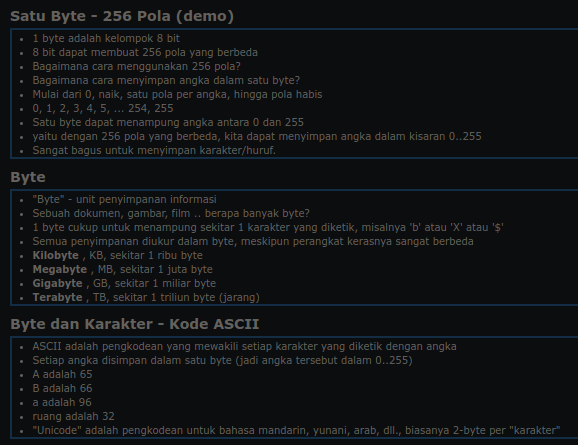 Satu Byte - 256 Pola (demo)
1 byte adalah kelompok 8 bit
8 bit dapat membuat 256 pola yang berbeda
Bagaimana cara menggunakan 256 pola?
Bagaimana cara menyimpan angka dalam satu byte?
Mulai dari 0, naik, satu pola per angka, hingga pola habis
0, 1, 2, 3, 4, 5, ... 254, 255
Satu byte dapat menampung angka antara 0 dan 255
yaitu dengan 256 pola yang berbeda, kita dapat menyimpan angka dalam kisaran 0..255
Sangat bagus untuk menyimpan karakter/huruf.
Byte
"Byte" - unit penyimpanan informasi
Sebuah dokumen, gambar, film .. berapa banyak byte?
1 byte cukup untuk menampung sekitar 1 karakter yang diketik, misalnya 'b' atau 'X' atau '$'
Semua penyimpanan diukur dalam byte, meskipun perangkat kerasnya sangat berbeda
Kilobyte , KB, sekitar 1 ribu byte
Megabyte , MB, sekitar 1 juta byte
Gigabyte , GB, sekitar 1 miliar byte
Terabyte , TB, sekitar 1 triliun byte (jarang)
Byte dan Karakter - Kode ASCII
ASCII adalah pengkodean yang mewakili setiap karakter yang diketik dengan angka
Setiap angka disimpan dalam satu byte (jadi angka tersebut dalam 0..255)
A adalah 65
B adalah 66
a adalah 96
ruang adalah 32
"Unicode" adalah pengkodean untuk bahasa mandarin, yunani, arab, dll., biasanya 2-byte per "karakter"